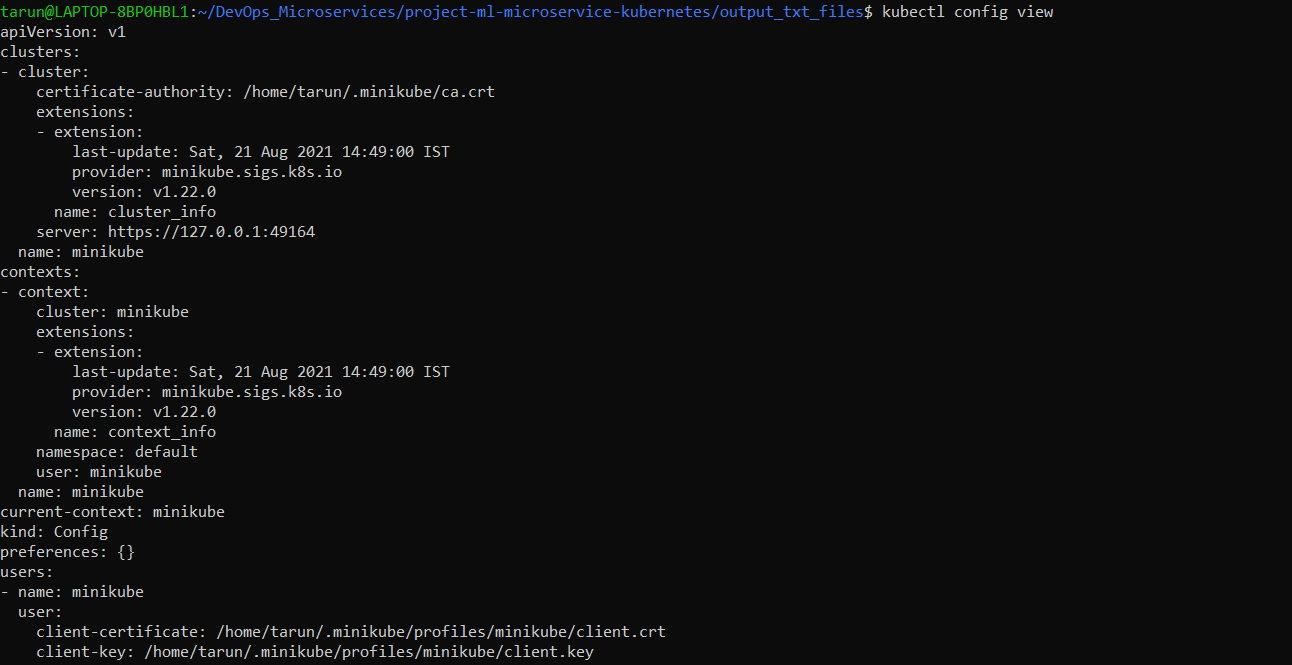 tarun@LAPTOP-8BP0HBL1:~/DevOps_Microservices/project-ml-microservice-kubernetes/output_txt_files$ kubectl config view
apiVersion: v1
clusters:
- cluster:
    certificate-authority: /home/tarun/.minikube/ca.crt
    extensions:
    - extension:
        last-update: Sat, 21 Aug 2021 14:49:00 IST
        provider: minikube.sigs.k8s.io
        version: v1.22.0
      name: cluster_info
    server: https://127.0.0.1:49164
  name: minikube
contexts:
- context:
    cluster: minikube
    extensions:
    - extension:
        last-update: Sat, 21 Aug 2021 14:49:00 IST
        provider: minikube.sigs.k8s.io
        version: v1.22.0
      name: context_info
    namespace: default
    user: minikube
  name: minikube
current-context: minikube
kind: Config
preferences: {}
users:
- name: minikube
  user:
    client-certificate: /home/tarun/.minikube/profiles/minikube/client.crt
    client-key: /home/tarun/.minikube/profiles/minikube/client.key